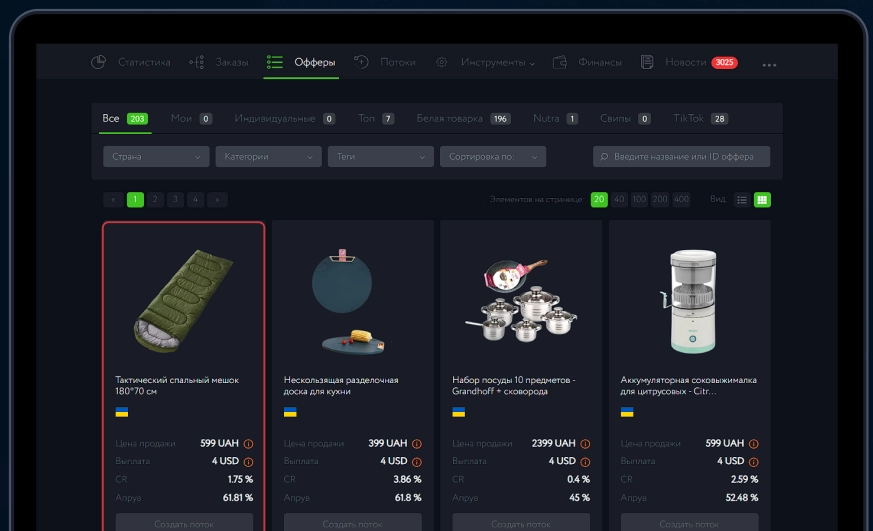 Статистика Заказы Офферы Потоки Инструменты Финансы Новости 3025 ...
Все 203 Мои 0 Индивидуальные 0 Топ 7 Белая товарка 196 Nutra 1 Свипы 0 TikTok 28
Страна Категории Теги Сортировка по: Введите название или ID оффера
« 1 2 3 4 » Элементов на странице: 20 40 100 200 400 Вид:
Тактический спальный мешок
180*70 см
Цена продажи 599 UAH
Выплата 4 USD
CR 1.75 %
Апрув 61.81 %
Создать поток
Нескользящая разделочная
доска для кухни
Цена продажи 399 UAH
Выплата 4 USD
CR 3.86 %
Апрув 61.8 %
Создать поток
Набор посуды 10 предметов -
Grandhoff + сковорода
Цена продажи 2399 UAH
Выплата 4 USD
CR 0.4 %
Апрув 45 %
Создать поток
Аккумуляторная соковыжималка
для цитрусовых - Citr...
Цена продажи 599 UAH
Выплата 4 USD
CR 2.59 %
Апрув 52.48 %
Создать поток